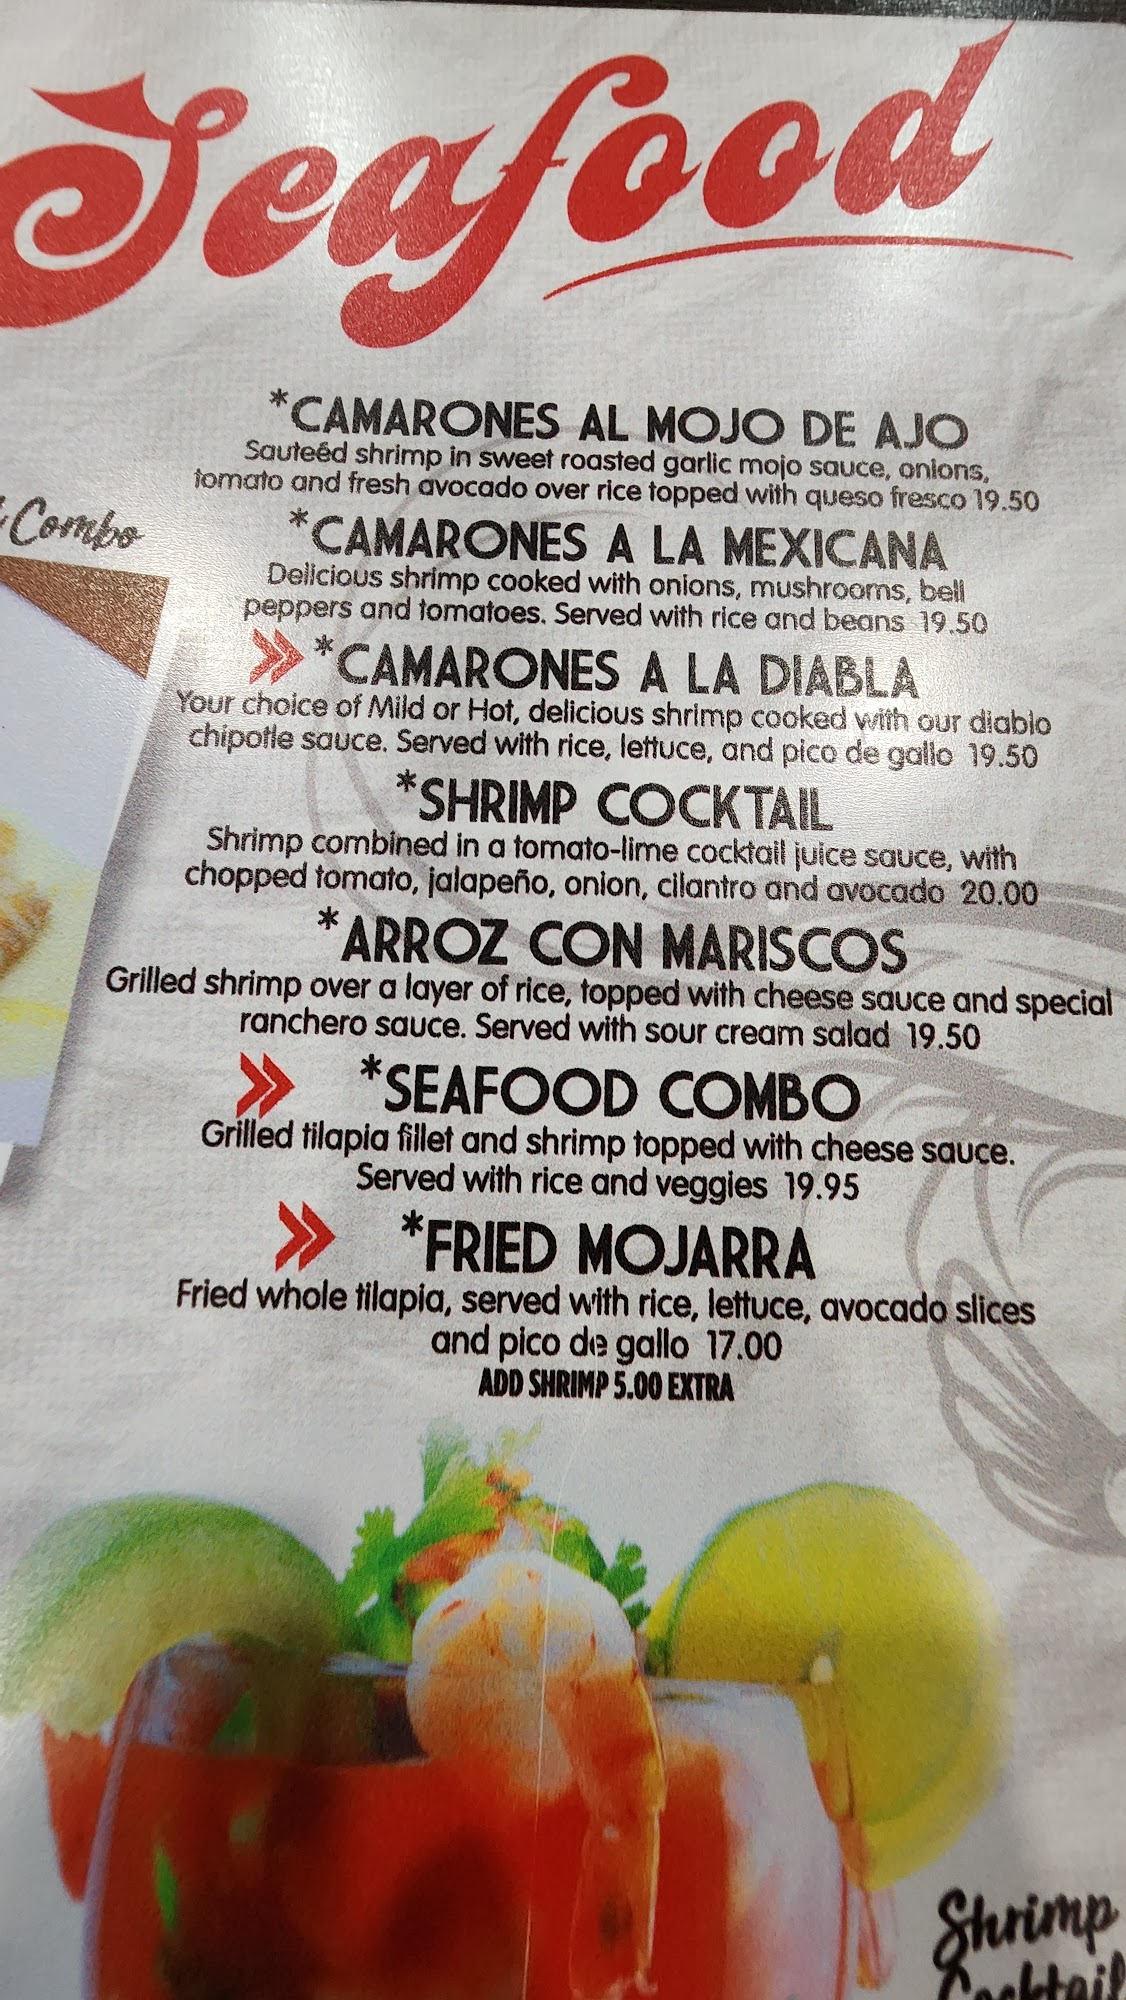 Seafood
*CAMARONES AL MOJO DE AJO
Sauteéd shrimp in sweet roasted garlic mojo sauce, onions,
tomato and fresh avocado over rice topped with queso fresco 19.50
Combo
*CAMARONES A LA MEXICANA
Delicious shrimp cooked with onions, mushrooms, bell
peppers and tomatoes. Served with rice and beans 19.50
*CAMARONES A LA DIABLA
Your choice of Mild or Hot, delicious shrimp cooked with our diablo
chipotle sauce. Served with rice, lettuce, and pico de gallo 19.50
*SHRIMP COCKTAIL
Shrimp combined in a tomato-lime cocktail juice sauce, with
chopped tomato, jalapeño, onion, cilantro and avocado 20.00
*ARROZ CON MARISCOS
Grilled shrimp over a layer of rice, topped with cheese sauce and special
ranchero sauce. Served with sour cream salad 19.50
*SEAFOOD COMBO
Grilled tilapia fillet and shrimp topped with cheese sauce.
Served with rice and veggies 19.95
*FRIED MOJARRA
Fried whole tilapia, served with rice, lettuce, avocado slices
and pico de gallo 17.00
ADD SHRIMP 5.00 EXTRA
Shrimp
Cocktail